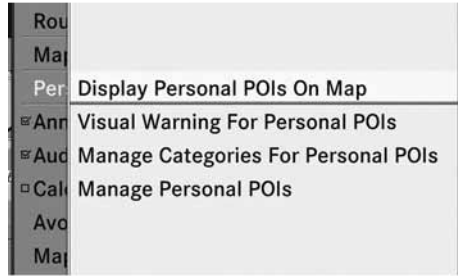 Rou
Map
Per
Display Personal POIs On Map
Ann
Visual Warning For Personal POIs
Aud
Manage Categories For Personal POIs
Cal
Manage Personal POIs
Avo
Map